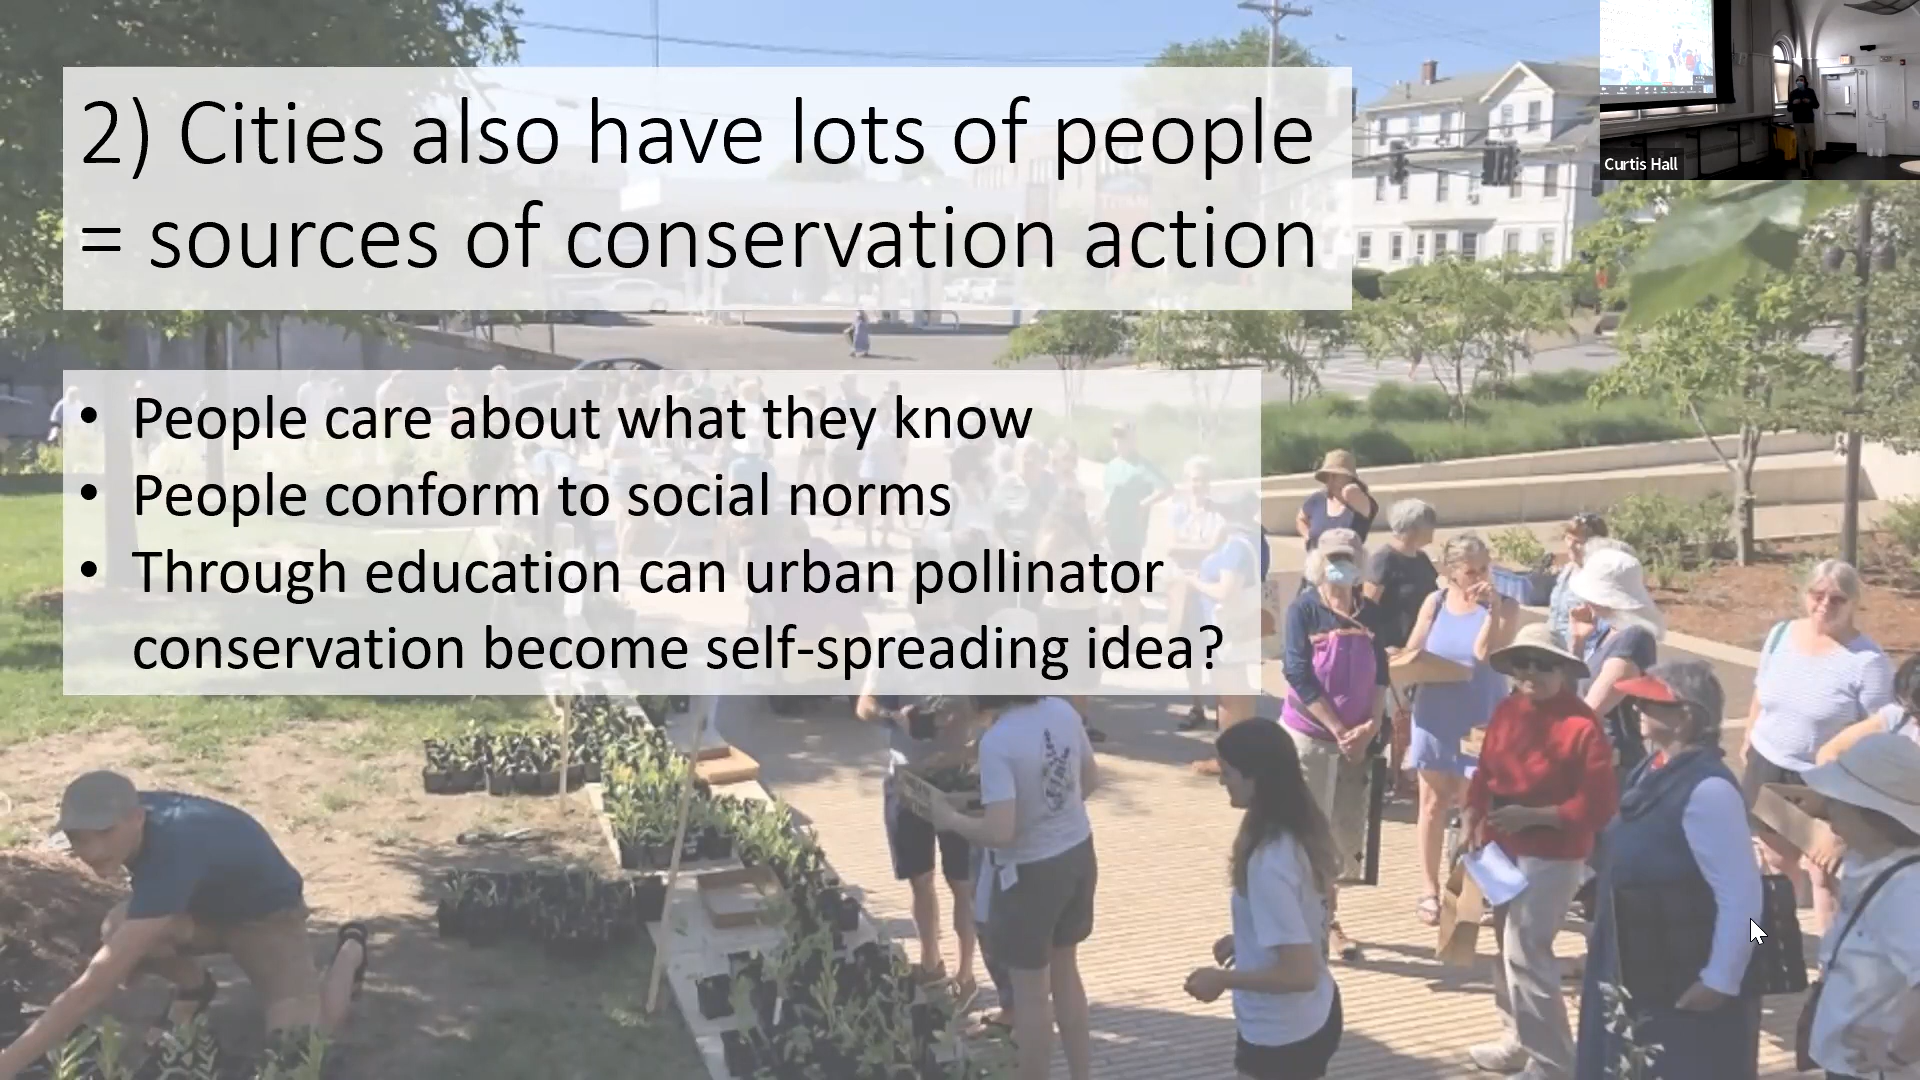 2) Cities also have lots of people
= sources of conservation action
• People care about what they know
• People conform to social norms
• Through education can urban pollinator
conservation become self-spreading idea?
Curtis Hall